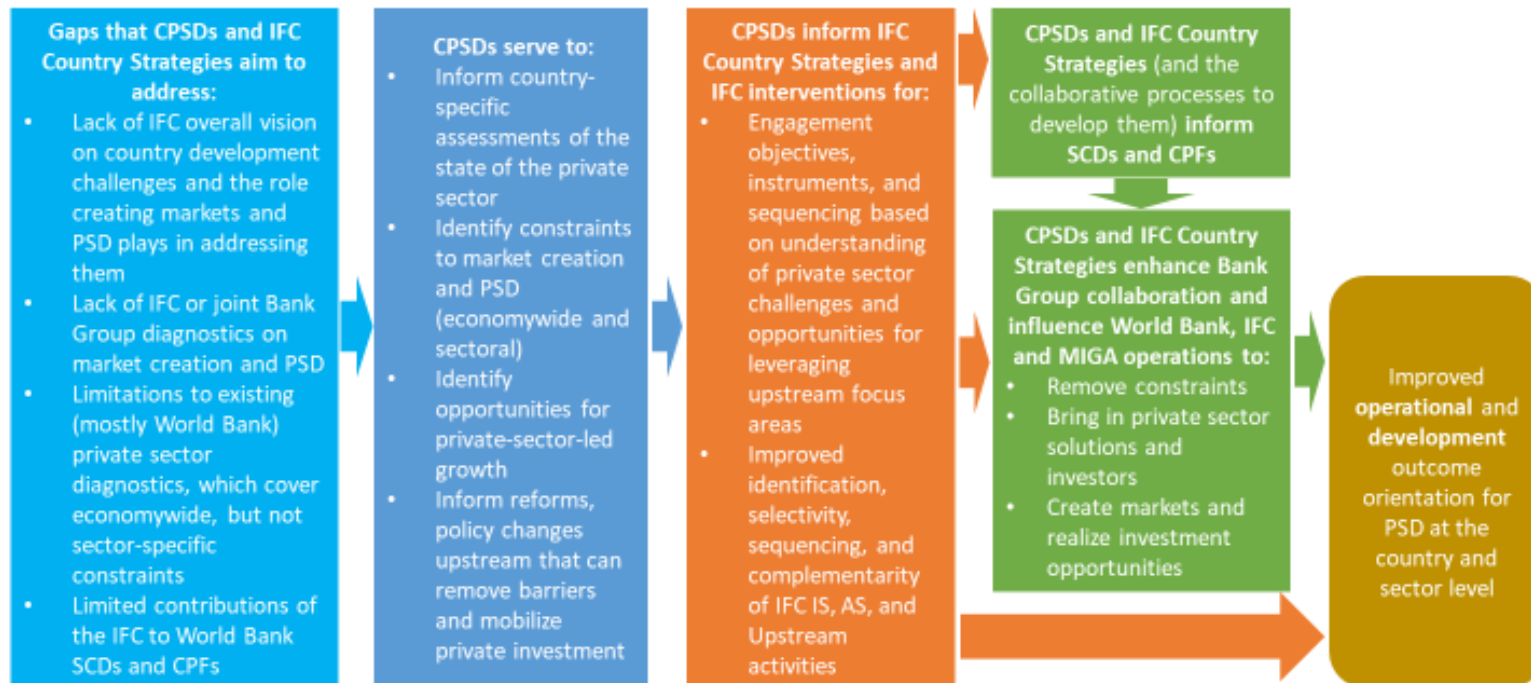 Gaps that CPSDs and IFC
Country Strategies aim to
address:
• Lack of IFC overall vision
on country development
challenges and the role
creating markets and
PSD plays in addressing
them
• Lack of IFC or joint Bank
Group diagnostics on
market creation and PSD
• Limitations to existing
(mostly World Bank)
private sector
diagnostics, which cover
economywide, but not
sector-specific
constraints
• Limited contributions of
the IFC to World Bank
SCDs and CPFs
CPSDs serve to:
• Inform country-
specific
assessments of the
state of the private
sector
• Identify constraints
to market creation
and PSD
(economywide and
sectoral)
• Identify
opportunities for
private-sector-led
growth
• Inform reforms,
policy changes
upstream that can
remove barriers
and mobilize
private investment
CPSDs inform IFC
Country Strategies and
IFC interventions for:
• Engagement
objectives,
instruments, and
sequencing based
on understanding
of private sector
challenges and
opportunities for
leveraging
upstream focus
areas
• Improved
identification,
selectivity,
sequencing, and
complementarity
of IFC IS, AS, and
Upstream
activities
CPSDs and IFC Country
Strategies (and the
collaborative processes to
develop them) inform
SCDs and CPFs
CPSDs and IFC Country
Strategies enhance Bank
Group collaboration and
influence World Bank, IFC
and MIGA operations to:
• Remove constraints
• Bring in private sector
solutions and
investors
• Create markets and
realize investment
opportunities
Improved
operational and
development
outcome
orientation for
PSD at the
country and
sector level